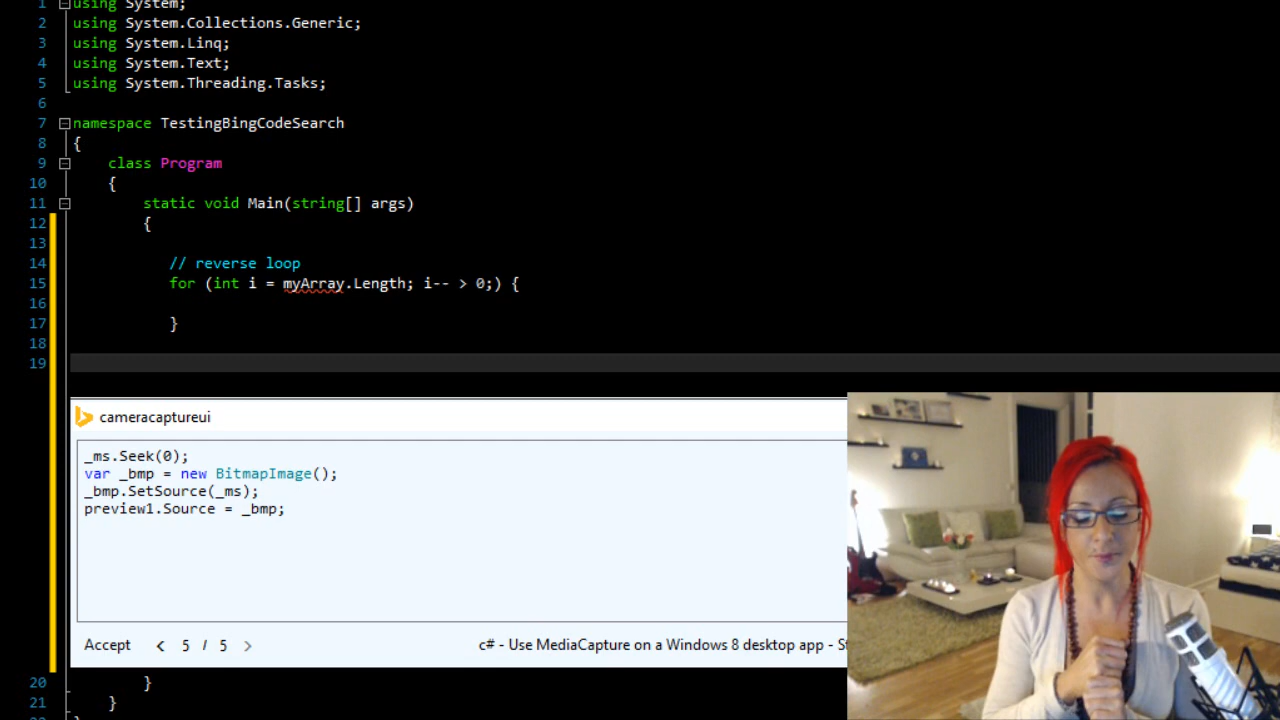 1 using System;
2 using System.Collections.Generic;
3 using System.Linq;
4 using System.Text;
5 using System.Threading.Tasks;
6
7 namespace TestingBingCodeSearch
8 {
9 class Program
10 {
11 static void Main(string[] args)
12 {
13
14 // reverse loop
15 for (int i = myArray.Length; i-- > 0;) {
16
17 }
18
19
cameracaptureui
_ms.Seek(0);
var _bmp = new BitmapImage();
_bmp.SetSource(_ms);
preview1.Source = _bmp;
Accept < 5 / 5 > c# - Use MediaCapture on a Windows 8 desktop app -
20 }
21 }